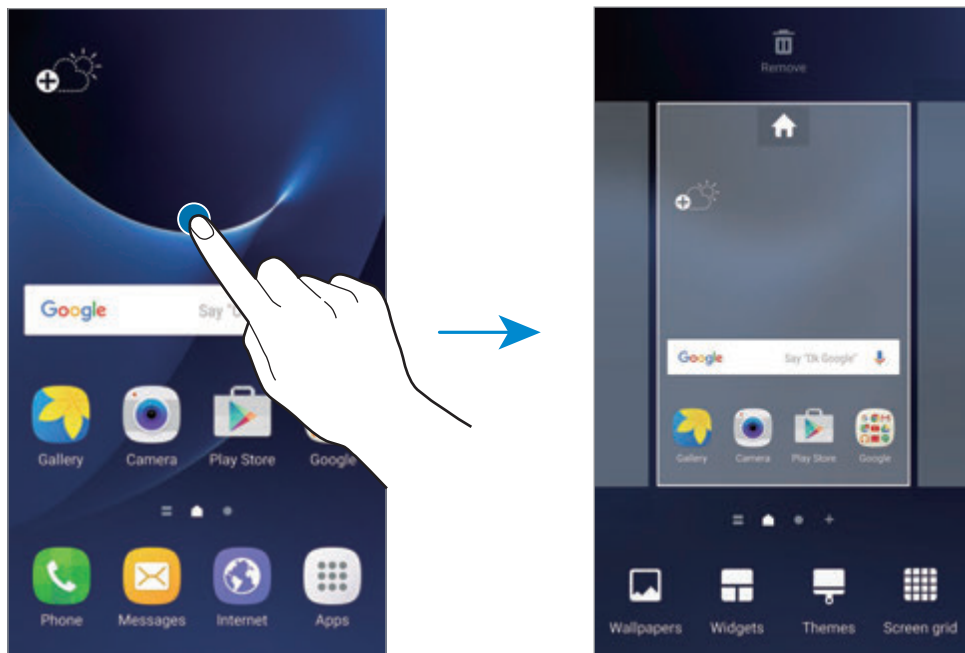 Google Say "O
Gallery Camera Play Store Google
Phone Messages Internet Apps
Remove
Google Say "Ok Google"
Gallery Camera Play Store Google
Wallpapers Widgets Themes Screen grid